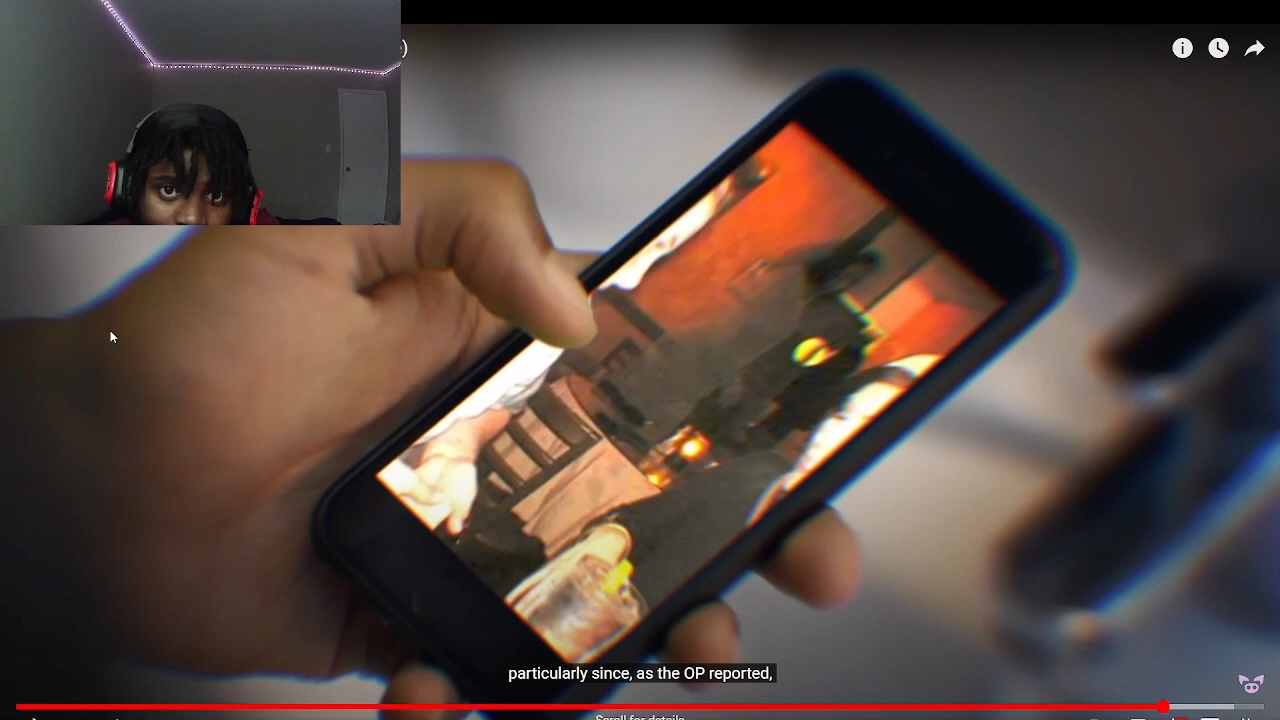 )
particularly since, as the OP reported,
Scroll for details